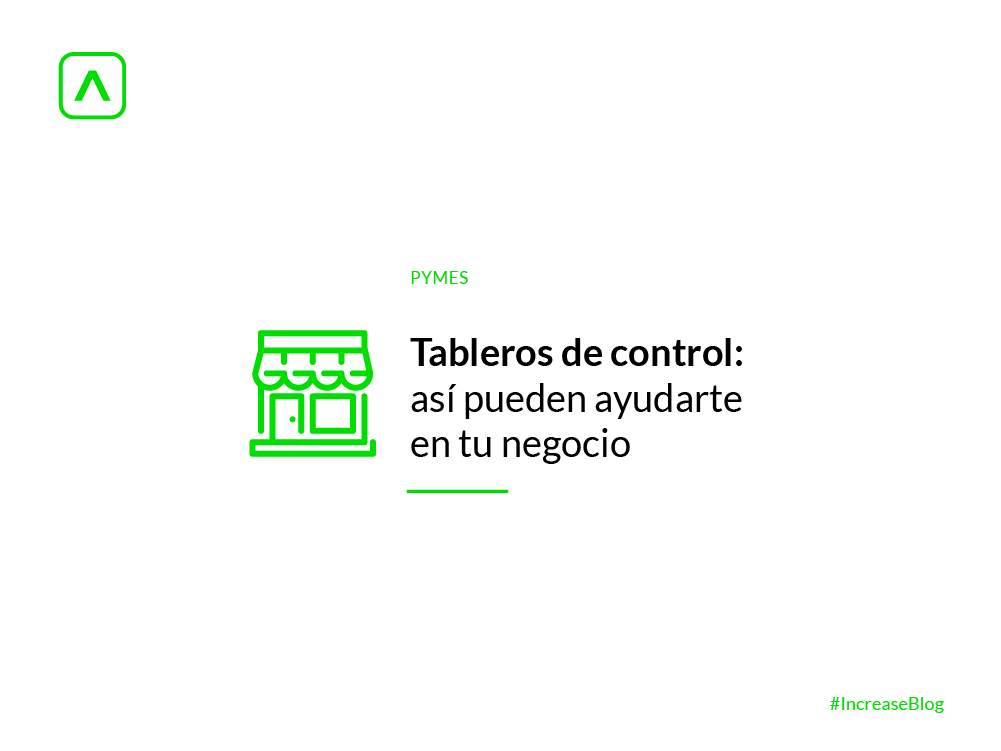 PYMES
Tableros de control:
así pueden ayudarte
en tu negocio
#IncreaseBlog